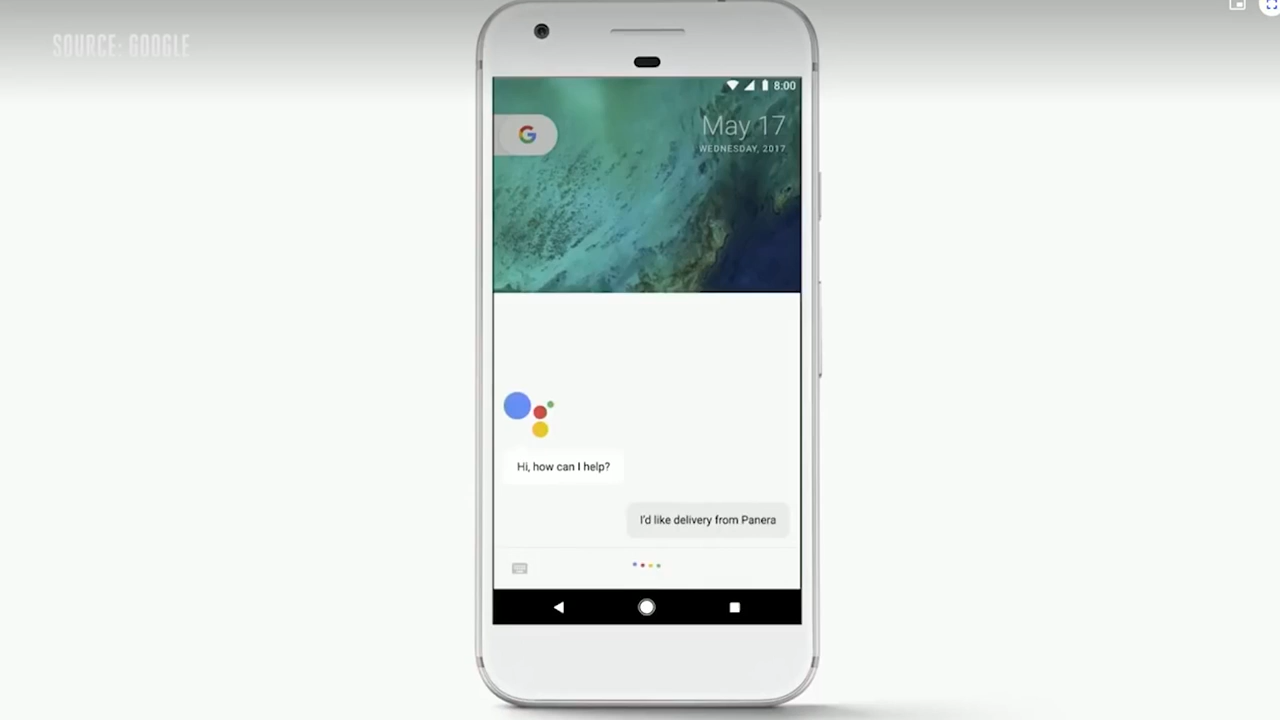 SOURCE: GOOGLE
8:00
G
May 17
WEDNESDAY, 2017
Hi, how can I help?
I'd like delivery from Panera